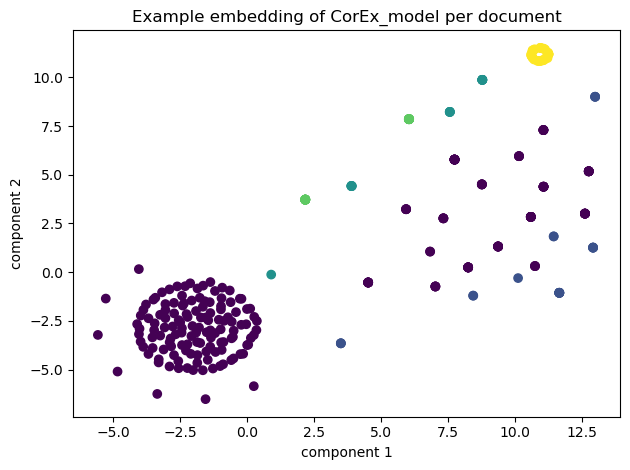 Example embedding of CorEx_model per document
component 2
10.0
7.5
5.0
2.5
0.0
−2.5
−5.0
−5.0 −2.5 0.0 2.5 5.0 7.5 10.0 12.5
component 1